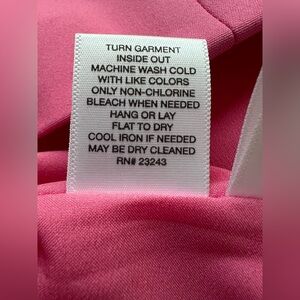 TURN GARMENT
INSIDE OUT
MACHINE WASH COLD
WITH LIKE COLORS
ONLY NON-CHLORINE
BLEACH WHEN NEEDED
HANG OR LAY
FLAT TO DRY
COOL IRON IF NEEDED
MAY BE DRY CLEANED
RN# 23243